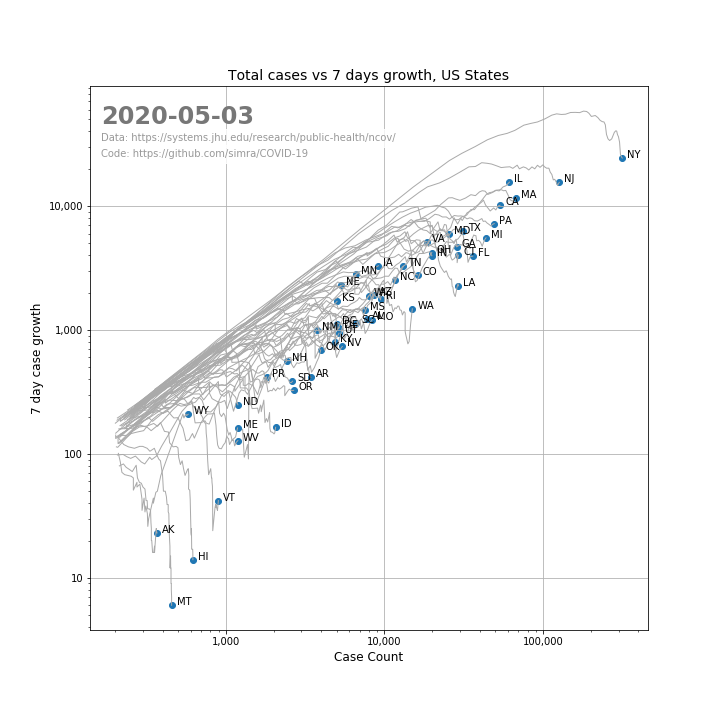 Total cases vs 7 days growth, US States
2020-05-03
Data: https://systems.jhu.edu/research/public-health/ncov/
Code: https://github.com/simra/COVID-19
7 day case growth
10,000
1,000
100
10
NY
NJ
IL
MA
CA
PA
TX
MD
MI
VA
GA
FL
CT
IN
IA
TN
MN
CO
NC
NE
LA
RI
KS
WA
MS
MO
NM
KY
NV
OK
NH
PR
SD
AR
OR
ND
WY
ME
ID
WV
VT
AK
HI
MT
1,000
10,000
100,000
Case Count